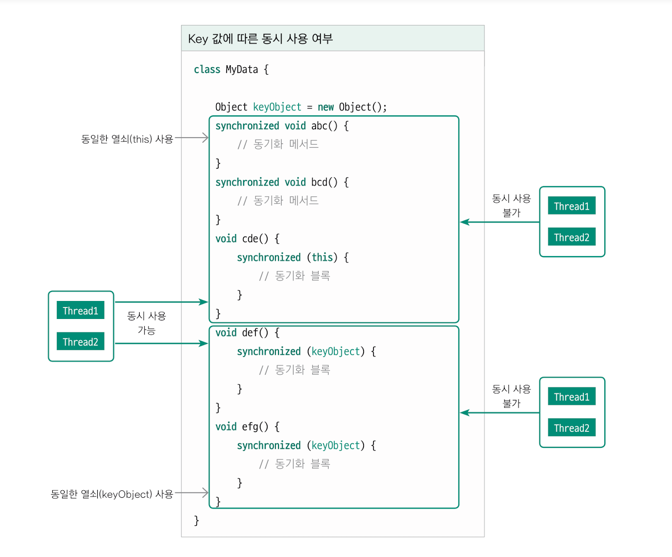 Key 값에 따른 동시 사용 여부
class MyData {
Object keyObject = new Object();
동일한 열쇠(this) 사용
synchronized void abc() {
// 동기화 메서드
}
synchronized void bcd() {
// 동기화 메서드
}
void cde() {
synchronized (this) {
// 동기화 블록
}
}
동시 사용
불가
Thread1
Thread2
Thread1
Thread2
동시 사용
가능
void def() {
synchronized (keyObject) {
// 동기화 블록
}
}
void efg() {
synchronized (keyObject) {
// 동기화 블록
}
}
동시 사용
불가
Thread1
Thread2
동일한 열쇠(keyObject) 사용
}